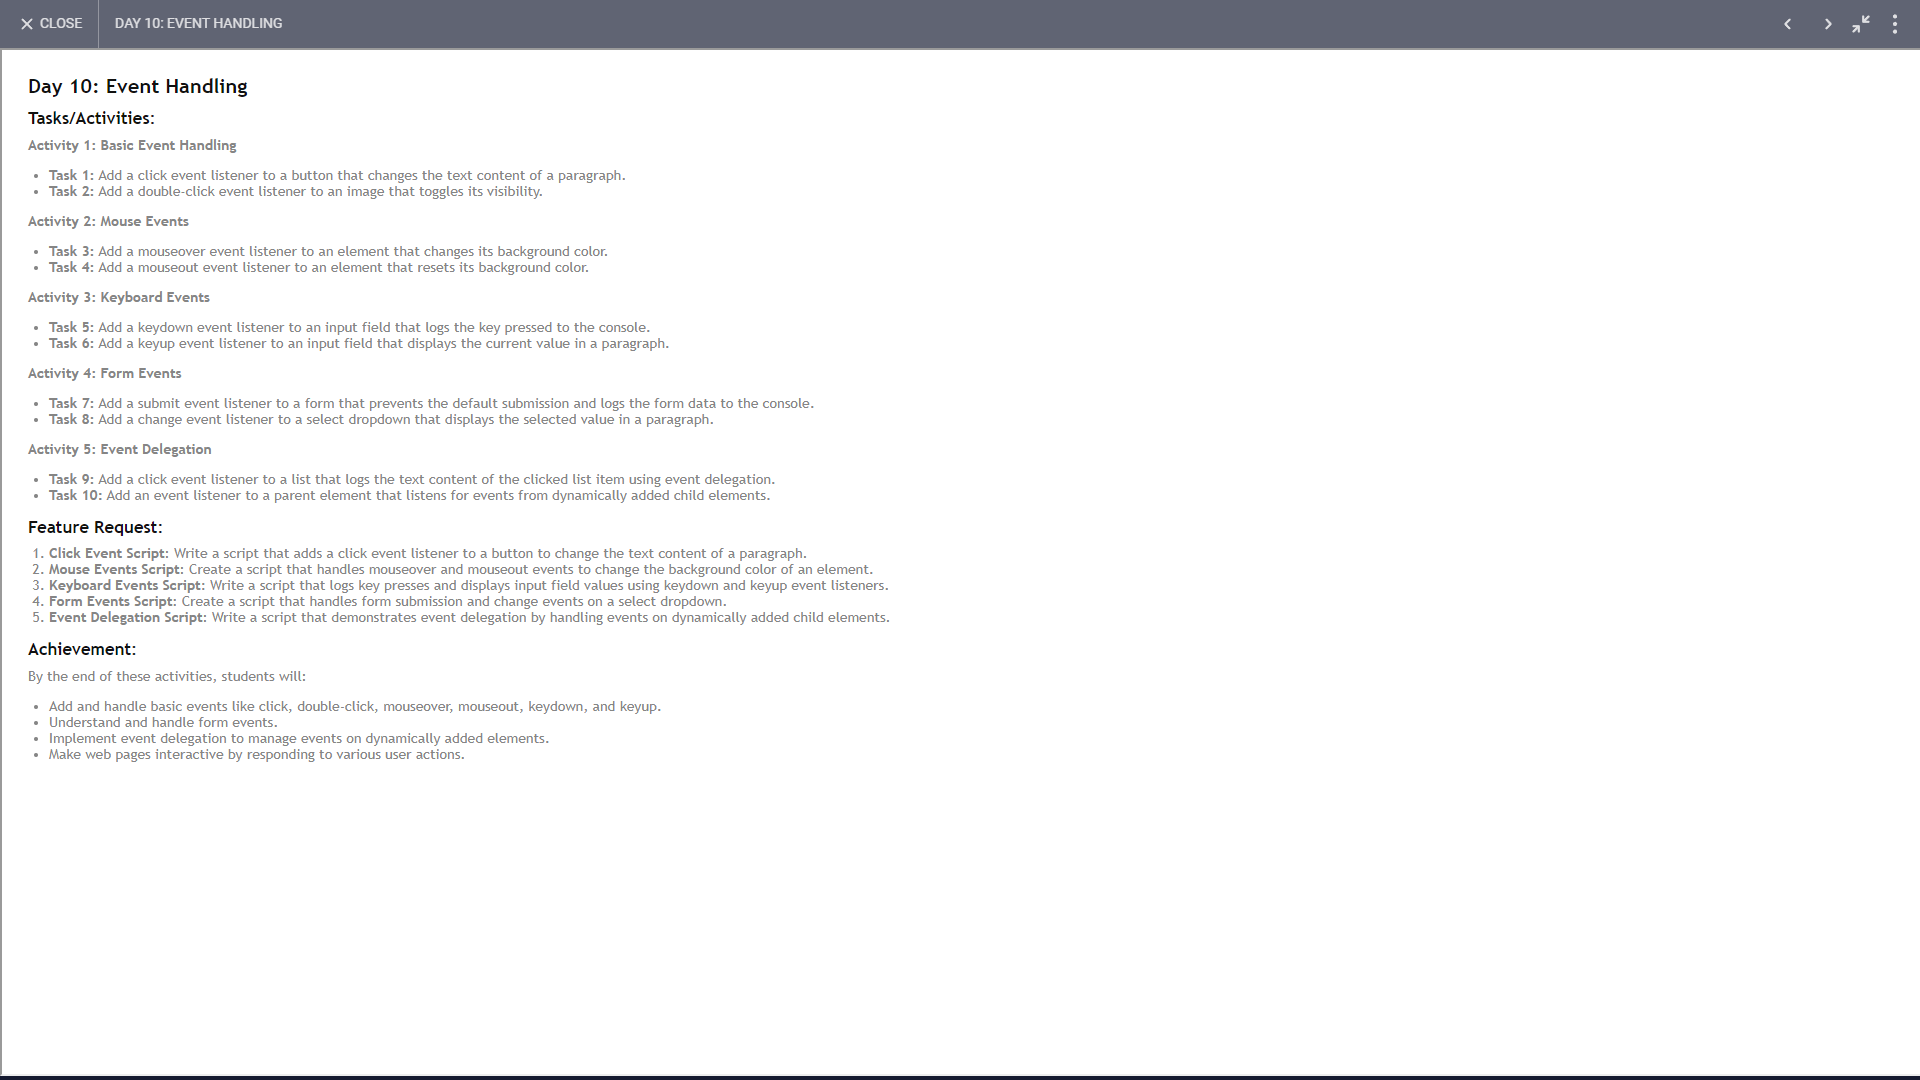 CLOSE
DAY 10: EVENT HANDLING
Day 10: Event Handling
Tasks/Activities:
Activity 1: Basic Event Handling
• Task 1: Add a click event listener to a button that changes the text content of a paragraph.
• Task 2: Add a double-click event listener to an image that toggles its visibility.
Activity 2: Mouse Events
• Task 3: Add a mouseover event listener to an element that changes its background color.
• Task 4: Add a mouseout event listener to an element that resets its background color.
Activity 3: Keyboard Events
• Task 5: Add a keydown event listener to an input field that logs the key pressed to the console.
• Task 6: Add a keyup event listener to an input field that displays the current value in a paragraph.
Activity 4: Form Events
• Task 7: Add a submit event listener to a form that prevents the default submission and logs the form data to the console.
• Task 8: Add a change event listener to a select dropdown that displays the selected value in a paragraph.
Activity 5: Event Delegation
• Task 9: Add a click event listener to a list that logs the text content of the clicked list item using event delegation.
• Task 10: Add an event listener to a parent element that listens for events from dynamically added child elements.
Feature Request:
1. Click Event Script: Write a script that adds a click event listener to a button to change the text content of a paragraph.
2. Mouse Events Script: Create a script that handles mouseover and mouseout events to change the background color of an element.
3. Keyboard Events Script: Write a script that logs key presses and displays input field values using keydown and keyup event listeners.
4. Form Events Script: Create a script that handles form submission and change events on a select dropdown.
5. Event Delegation Script: Write a script that demonstrates event delegation by handling events on dynamically added child elements.
Achievement:
By the end of these activities, students will:
• Add and handle basic events like click, double-click, mouseover, mouseout, keydown, and keyup.
• Understand and handle form events.
• Implement event delegation to manage events on dynamically added elements.
• Make web pages interactive by responding to various user actions.